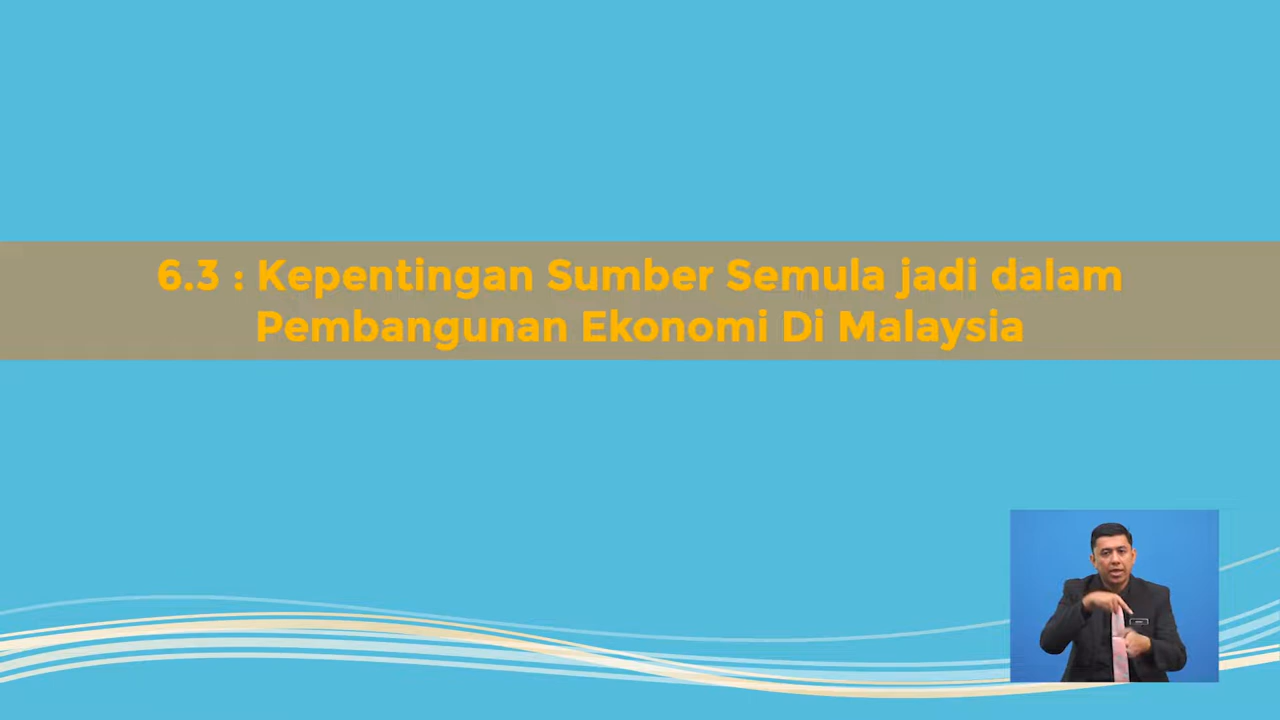 6.3 : Kepentingan Sumber Semula jadi dalam
Pembangunan Ekonomi Di Malaysia